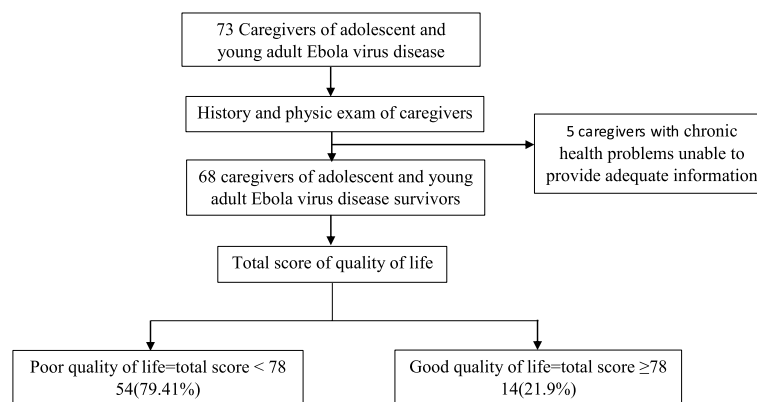 73 Caregivers of adolescent and
young adult Ebola virus disease
History and physic exam of caregivers
5 caregivers with chronic
health problems unable to
provide adequate information
68 caregivers of adolescent and young
adult Ebola virus disease survivors
Total score of quality of life
Poor quality of life=total score < 78
54(79.41%)
Good quality of life=total score ≥78
14(21.9%)